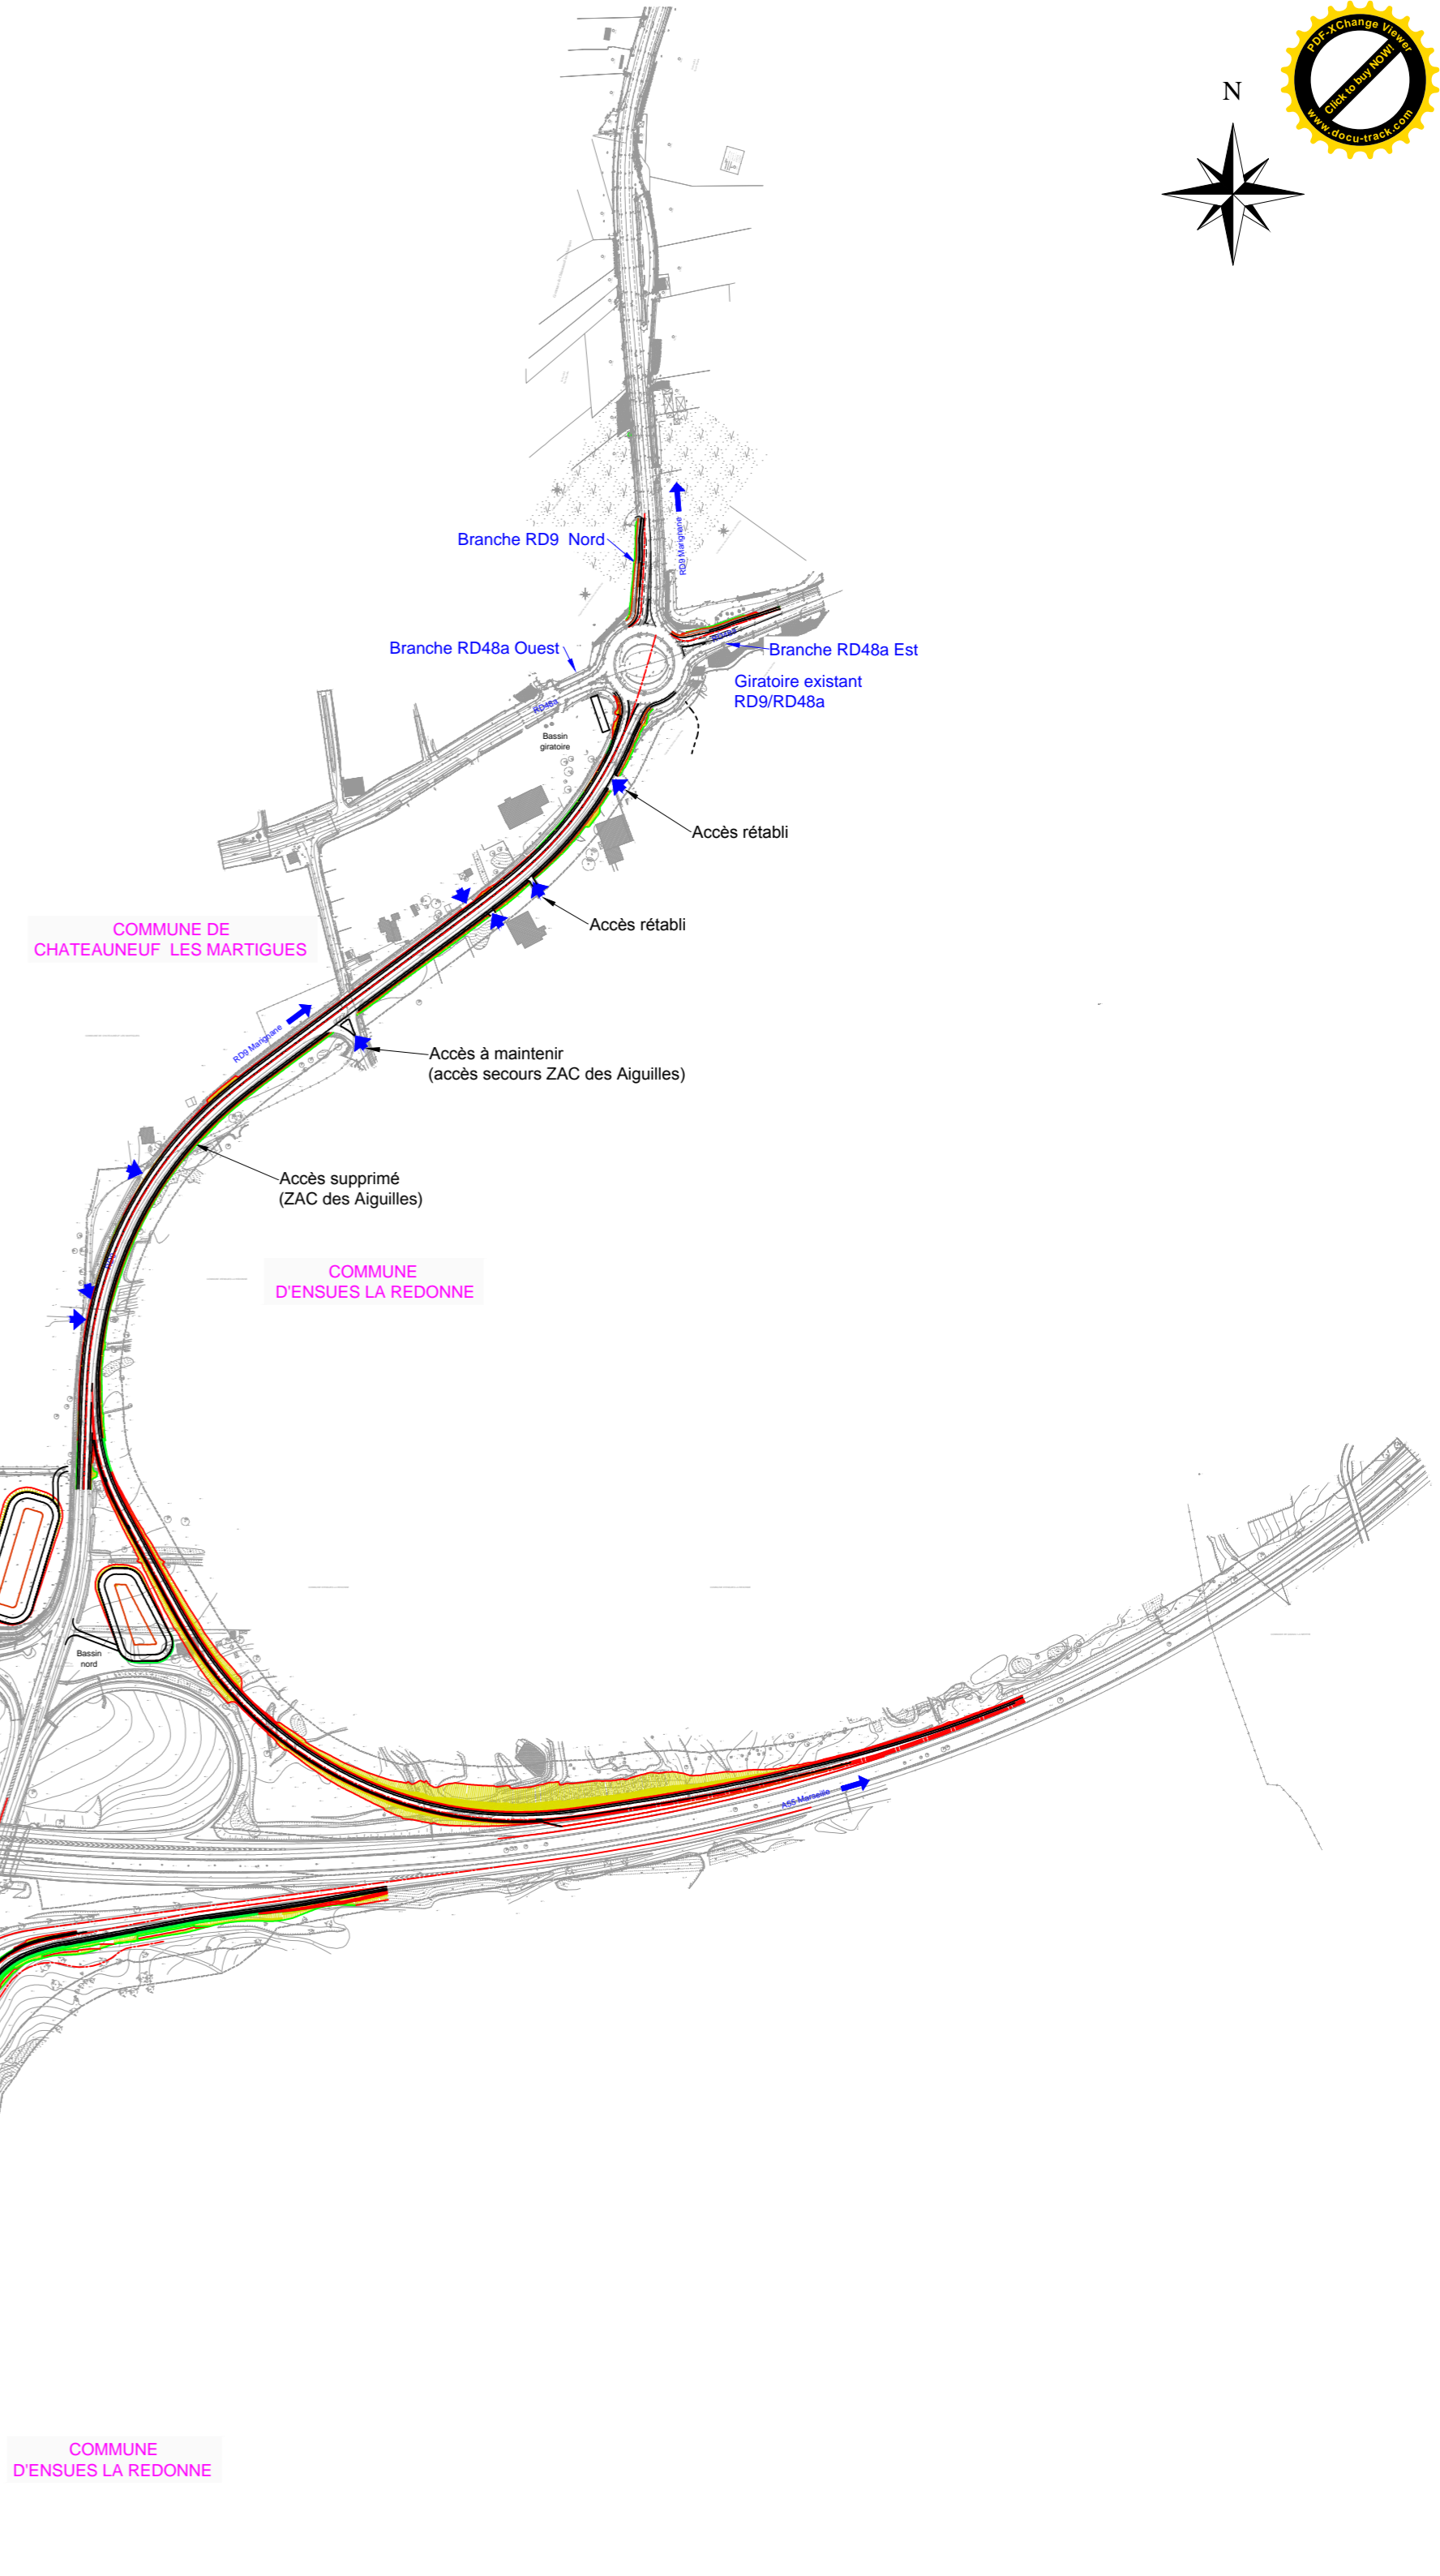 PDF-XChange Viewer
Click to buy NOW!
www.docu-track.com
N
RD9 Marignane
Branche RD9 Nord
Branche RD48a Ouest
RD48a
Branche RD48a Est
Giratoire existant
RD9/RD48a
RD48a
Bassin
giratoire
Accès rétabli
Accès rétabli
COMMUNE DE
CHATEAUNEUF LES MARTIGUES
RD9 Marignane
Accès à maintenir
(accès secours ZAC des Aiguilles)
Accès supprimé
(ZAC des Aiguilles)
COMMUNE
D'ENSUES LA REDONNE
Bassin
nord
A55 Marseille
COMMUNE
D'ENSUES LA REDONNE